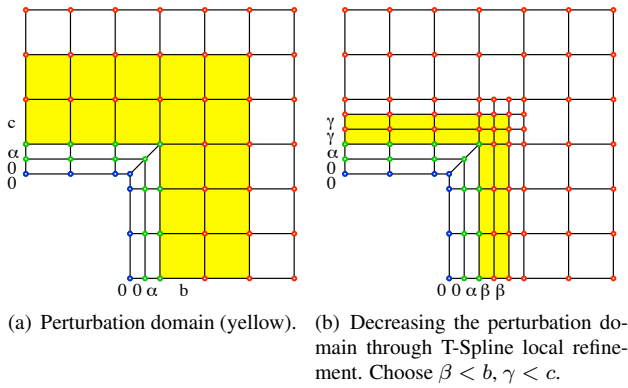 c
α
0
0
0 0 α b
γ
γ
α
0
0
0 0 α β β
(a) Perturbation domain (yellow).
(b) Decreasing the perturbation do-
main through T-Spline local refine-
ment. Choose β < b, γ < c.